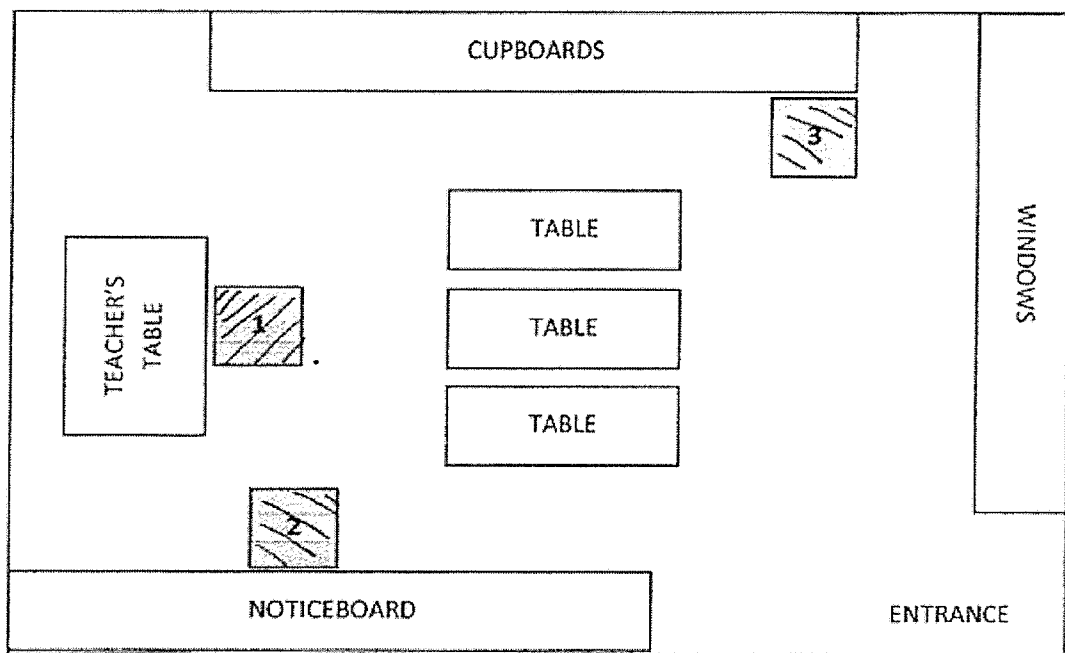 CUPBOARDS
3
TABLE
WINDOWS
TEACHER'S
TABLE
1
TABLE
TABLE
2
NOTICEBOARD
ENTRANCE